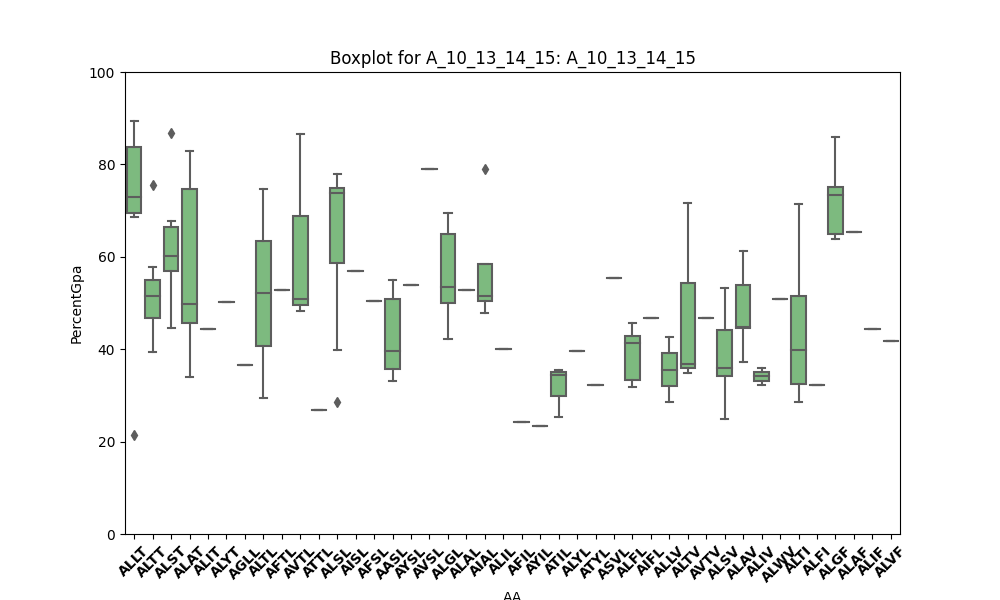 Boxplot for A_10_13_14_15: A_10_13_14_15
100
80
60
40
20
0
PercentGpa
ALLT
ALTT
ALST
ALAT
ALIT
ALYT
AGLL
ALTL
AFTL
AVTL
ATTL
ALSL
AISL
AFSL
AASL
AYSL
AVSL
ALGL
ALAL
AIAL
ALIL
AFIL
AYIL
ATIL
ALYL
ATYL
ASVL
ALFL
AIFL
ALLV
ALTV
AVTV
ALSV
ALAV
ALIV
ALWV
ALTI
ALFI
ALGF
ALAF
ALIF
ALVF
AA